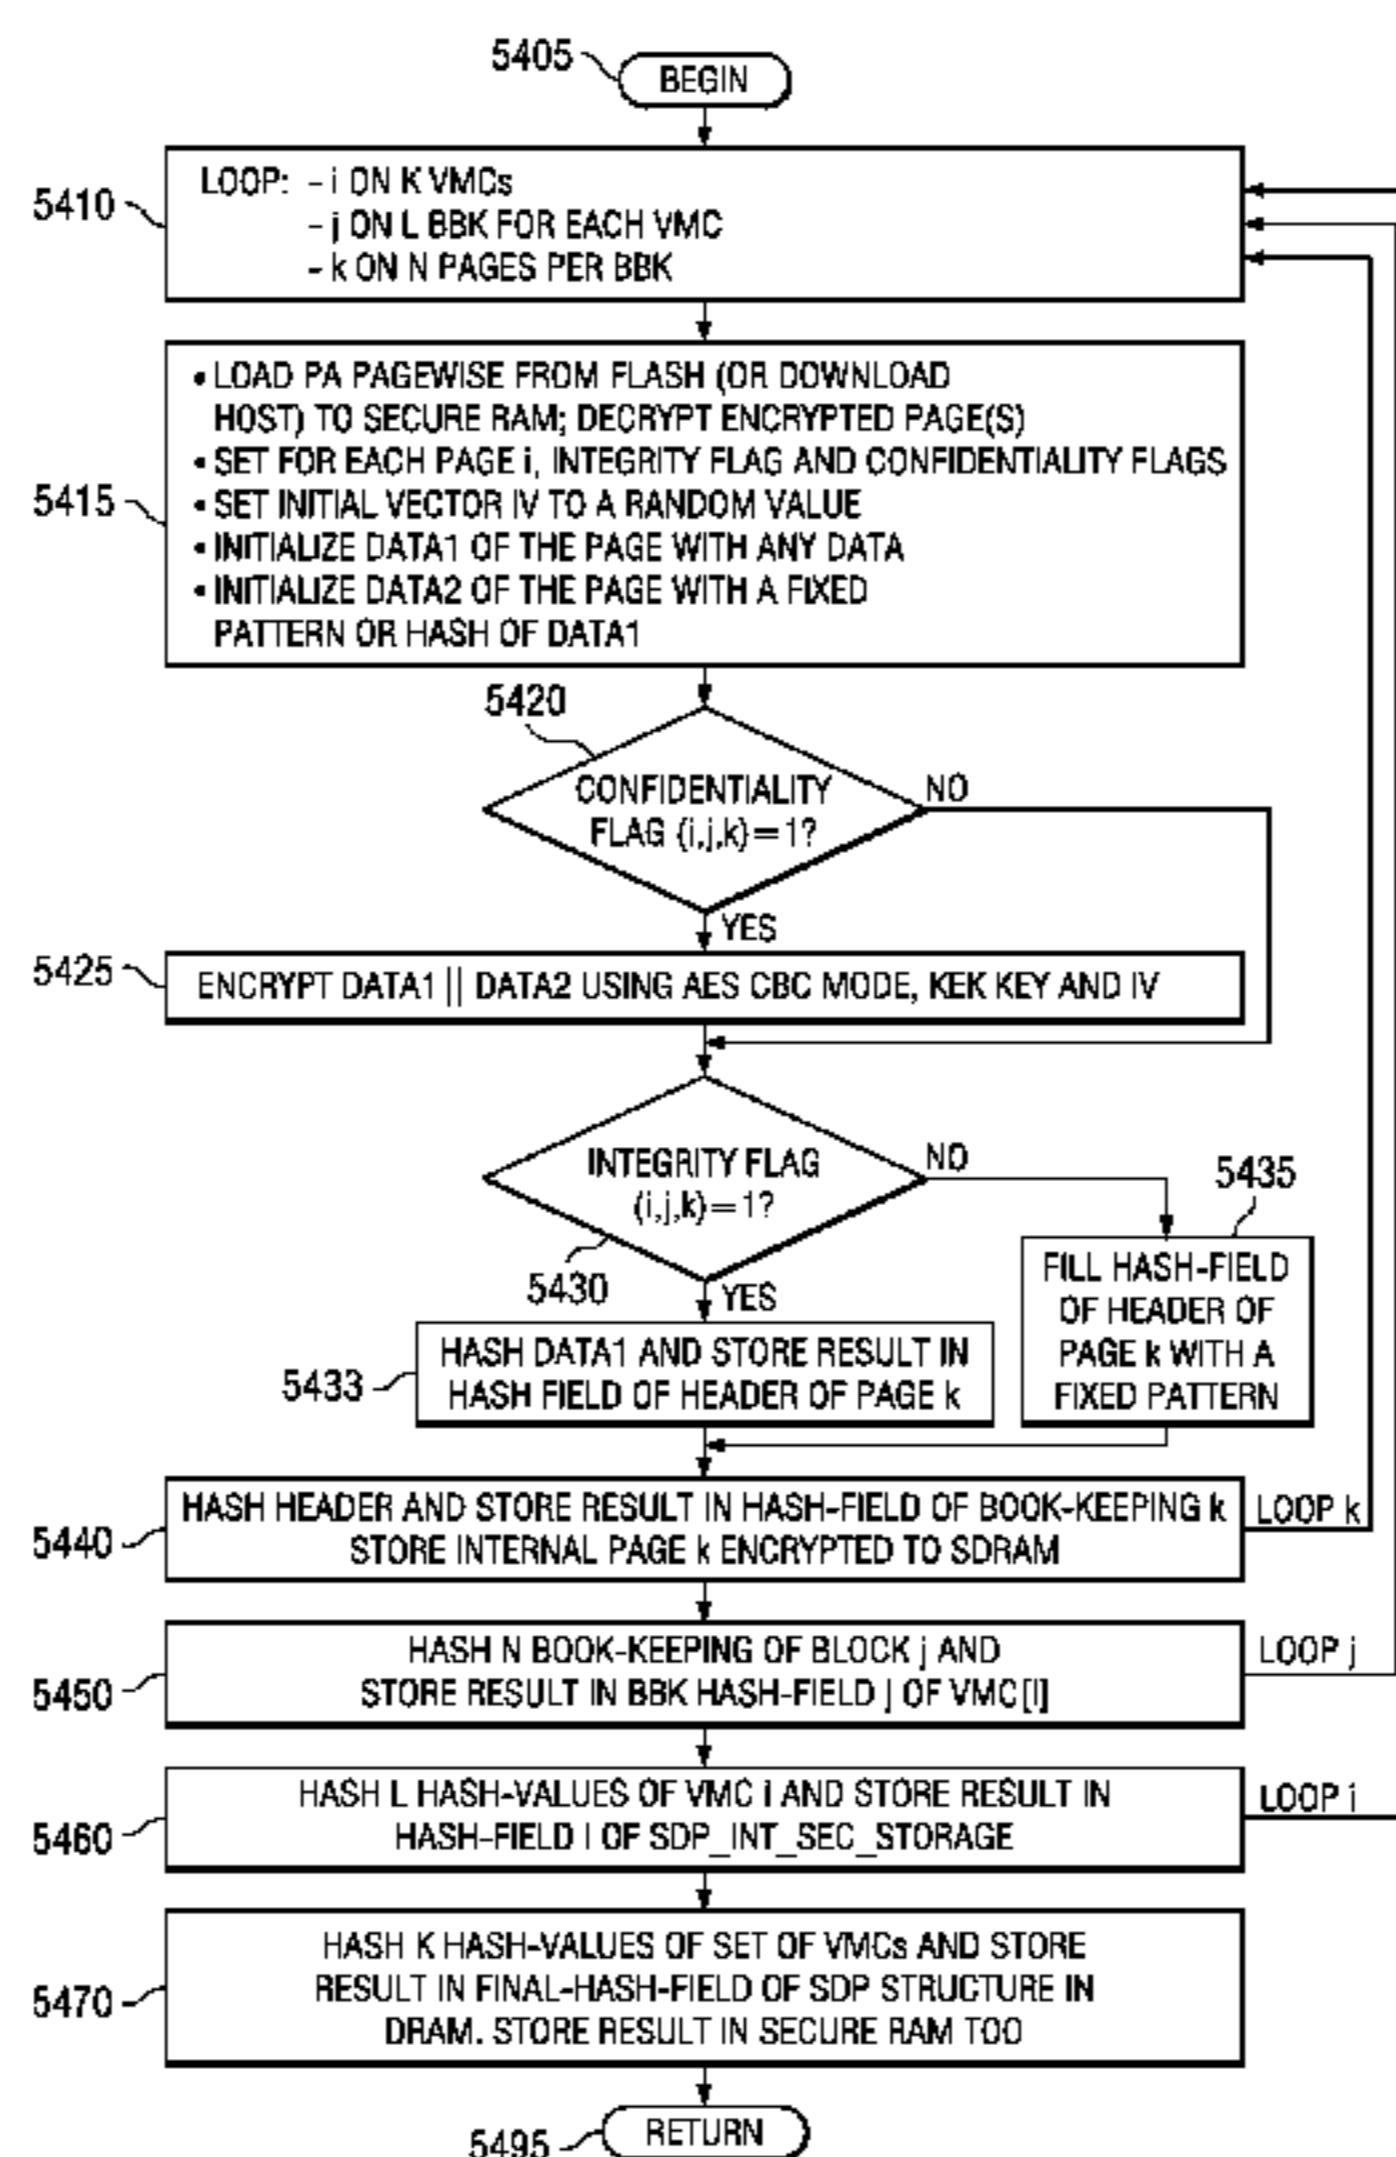 5405
BEGIN
5410
LOOP: - i ON K VMCs
- j ON L BBK FOR EACH VMC
- k ON N PAGES PER BBK
5415
• LOAD PA PAGEWISE FROM FLASH (OR DOWNLOAD
HOST) TO SECURE RAM; DECRYPT ENCRYPTED PAGE(S)
• SET FOR EACH PAGE i, INTEGRITY FLAG AND CONFIDENTIALITY FLAGS
• SET INITIAL VECTOR IV TO A RANDOM VALUE
• INITIALIZE DATA1 OF THE PAGE WITH ANY DATA
• INITIALIZE DATA2 OF THE PAGE WITH A FIXED
PATTERN OR HASH OF DATA1
5420
CONFIDENTIALITY
FLAG (i,j,k)=1?
NO
YES
5425
ENCRYPT DATA1 || DATA2 USING AES CBC MODE, KEK KEY AND IV
INTEGRITY FLAG
(i,j,k)=1?
NO
5430
YES
5435
FILL HASH-FIELD
OF HEADER OF
PAGE k WITH A
FIXED PATTERN
5433
HASH DATA1 AND STORE RESULT IN
HASH FIELD OF HEADER OF PAGE k
5440
HASH HEADER AND STORE RESULT IN HASH-FIELD OF BOOK-KEEPING k
STORE INTERNAL PAGE k ENCRYPTED TO SDRAM
LOOP k
5450
HASH N BOOK-KEEPING OF BLOCK j AND
STORE RESULT IN BBK HASH-FIELD j OF VMC[I]
LOOP j
5460
HASH L HASH-VALUES OF VMC i AND STORE RESULT IN
HASH-FIELD I OF SDP_INT_SEC_STORAGE
LOOP i
5470
HASH K HASH-VALUES OF SET OF VMCs AND STORE
RESULT IN FINAL-HASH-FIELD OF SDP STRUCTURE IN
DRAM. STORE RESULT IN SECURE RAM TOO
5495
RETURN